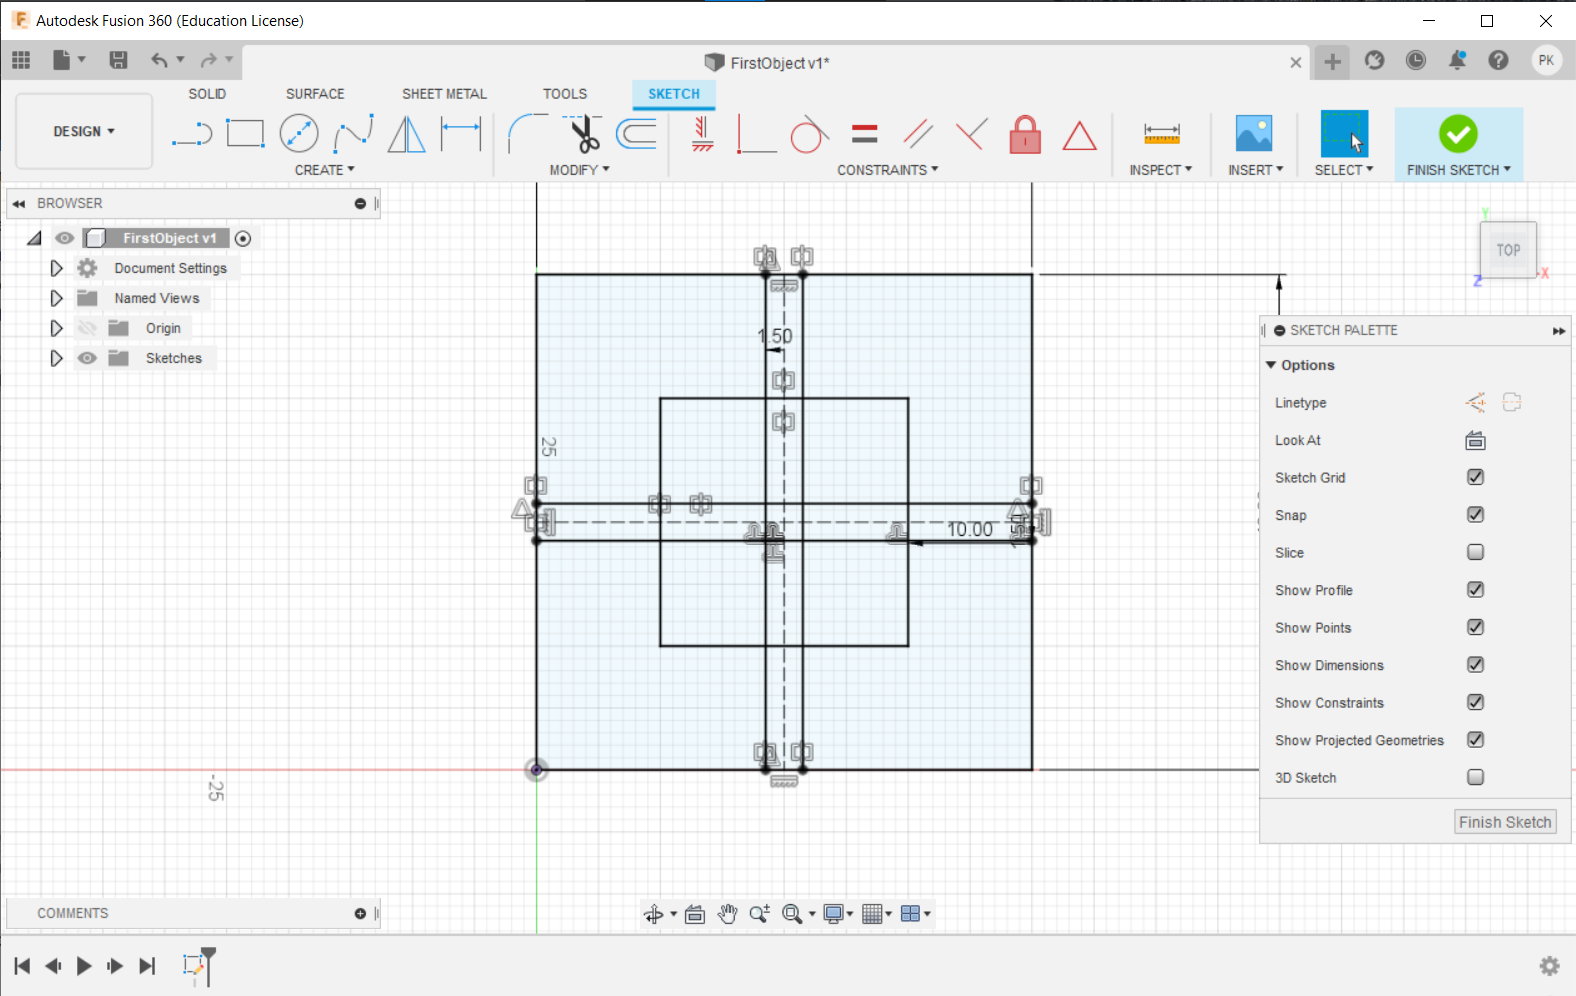 Autodesk Fusion 360 (Education License)
FirstObject v1*
PK
DESIGN
SOLID
SURFACE
SHEET METAL
TOOLS
SKETCH
CREATE
MODIFY
CONSTRAINTS
INSPECT
INSERT
SELECT
FINISH SKETCH
BROWSER
FirstObject v1
Document Settings
Named Views
Origin
Sketches
Y
TOP
X
Z
1.50
25
10.00
1.50
-25
SKETCH PALETTE
Options
Linetype
Look At
Sketch Grid
Snap
Slice
Show Profile
Show Points
Show Dimensions
Show Constraints
Show Projected Geometries
3D Sketch
Finish Sketch
COMMENTS